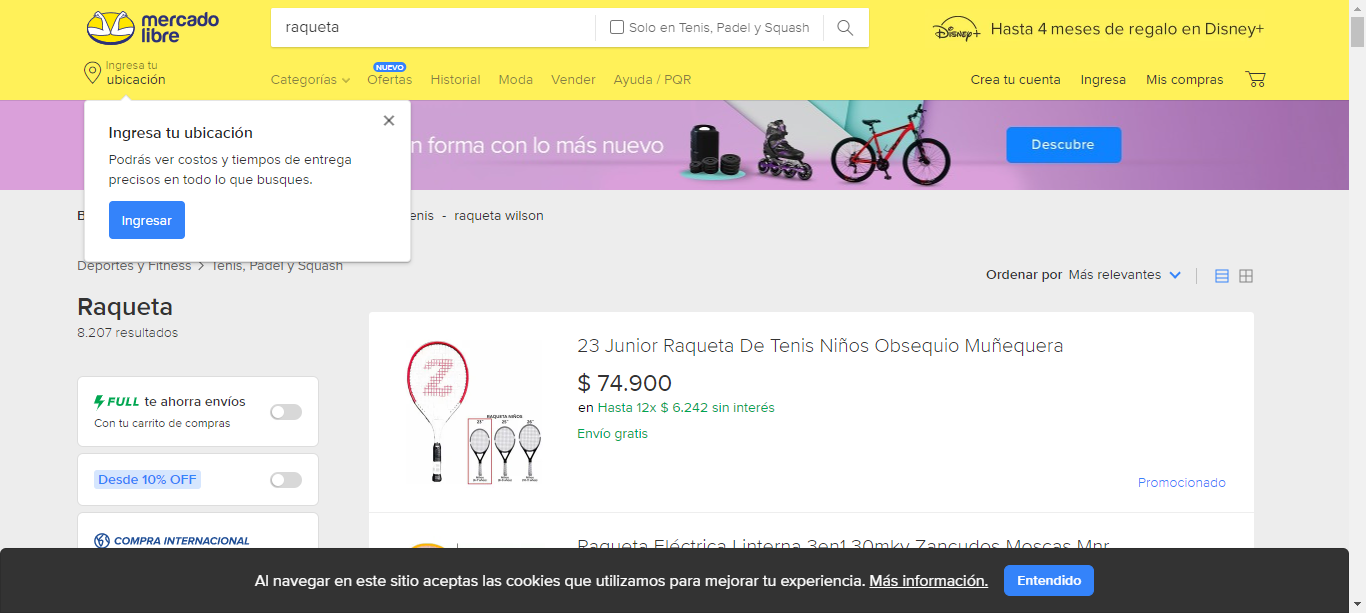 mercado
libre
raqueta
Solo en Tenis, Padel y Squash
Disney+
Hasta 4 meses de regalo en Disney+
Ingresa tu
ubicación
Categorías
NUEVO
Ofertas
Historial
Moda
Vender
Ayuda / PQR
Crea tu cuenta
Ingresa
Mis compras
Ingresa tu ubicación
Podrás ver costos y tiempos de entrega
precisos en todo lo que busques.
Ingresar
n forma con lo más nuevo
Descubre
B
enis - raqueta wilson
Deportes y Fitness > Tenis, Padel y Squash
Ordenar por Más relevantes
Raqueta
8.207 resultados
FULL te ahorra envíos
Con tu carrito de compras
Desde 10% OFF
COMPRA INTERNACIONAL
23 Junior Raqueta De Tenis Niños Obsequio Muñequera
$ 74.900
en Hasta 12x $ 6.242 sin interés
Envío gratis
RAQUETA NIÑOS
23" 25" 26"
Promocionado
Raqueta Eléctrica Linterna 3en1 30mkv Zancudos Moscas Mnr
Al navegar en este sitio aceptas las cookies que utilizamos para mejorar tu experiencia. Más información.
Entendido